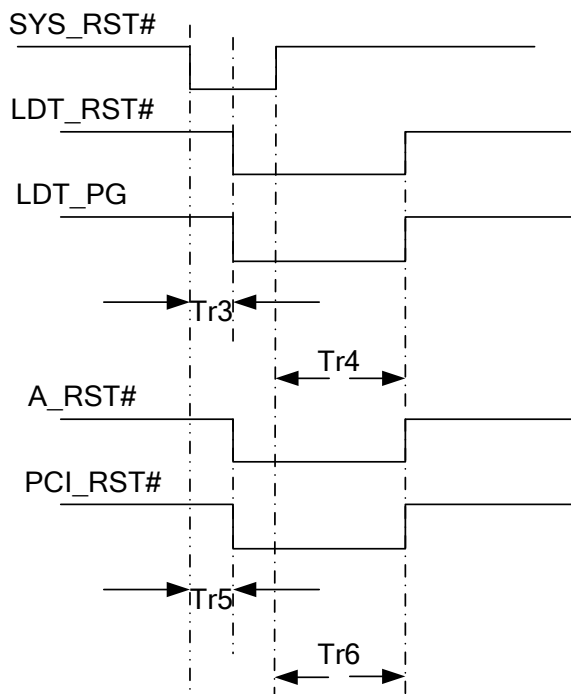 SYS_RST#
LDT_RST#
LDT_PG
Tr3
Tr4
A_RST#
PCI_RST#
Tr5
Tr6